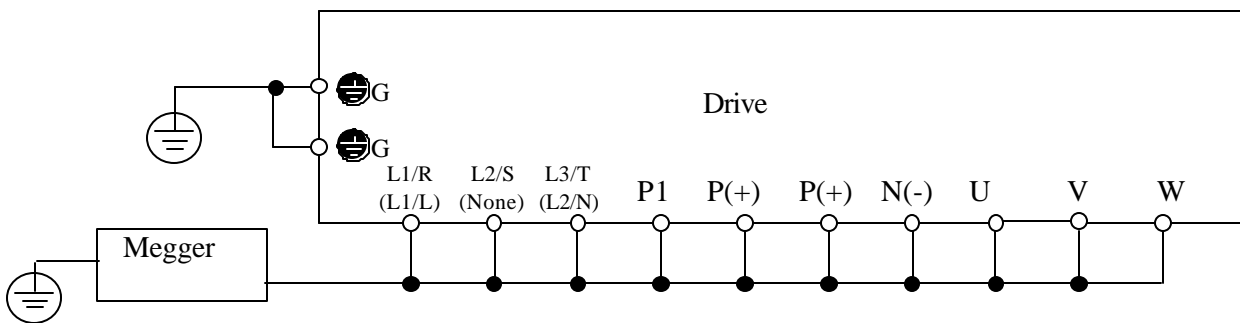 G
Drive
G
L1/R L2/S L3/T
(L1/L) (None) (L2/N) P1 P(+) P(+) N(-) U V W
Megger